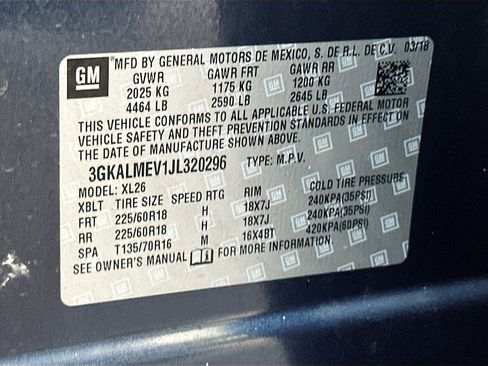 GM
MFD BY GENERAL MOTORS DE MEXICO, S. DE R.L. DE C.V. 03/18
GVWR GAWR FRT GAWR RR
2025 KG 1175 KG 1200 KG
4464 LB 2590 LB 2645 LB
THIS VEHICLE CONFORMS TO ALL APPLICABLE U.S. FEDERAL MOTOR
VEHICLE SAFETY AND THEFT PREVENTION STANDARDS IN EFFECT ON
THE DATE OF MANUFACTURE SHOWN ABOVE.
3GKALMEV1JL320296 TYPE: M.P.V.
MODEL: XL26
XBLT TIRE SIZE SPEED RTG RIM COLD TIRE PRESSURE
FRT 225/60R18 H 18X7J 240KPA(35PSI)
RR 225/60R18 H 18X7J 240KPA(35PSI)
SPA T135/70R16 M 16X4BT 420KPA(60PSI)
SEE OWNER'S MANUAL FOR MORE INFORMATION.